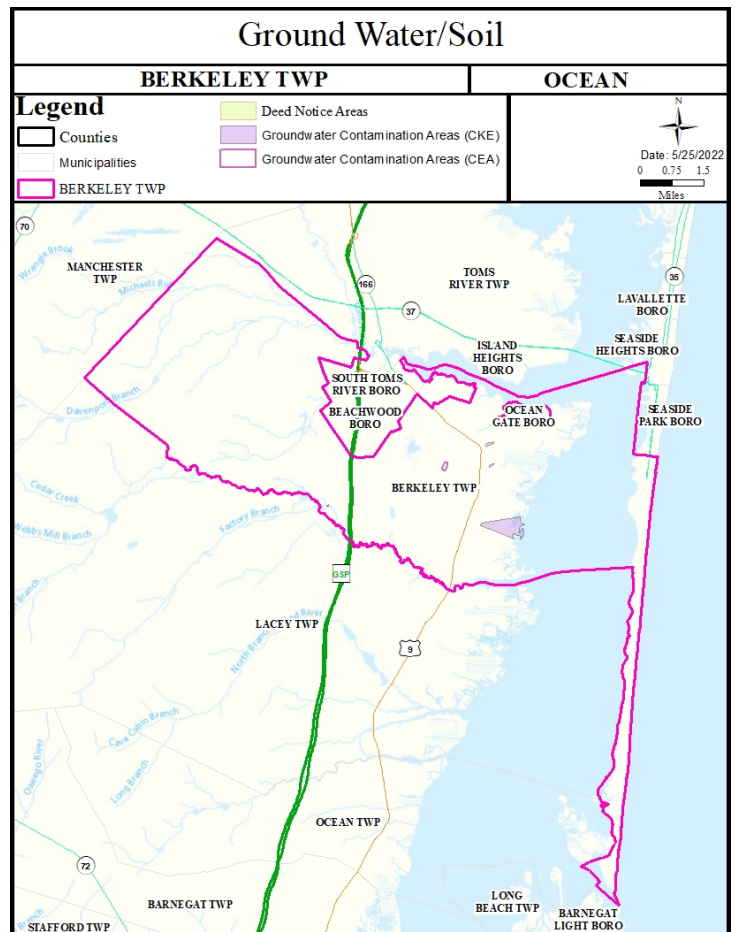 Ground Water/Soil
BERKELEY TWP
OCEAN
Legend
Counties
Municipalities
BERKELEY TWP
Deed Notice Areas
Groundwater Contamination Areas (CKE)
Groundwater Contamination Areas (CEA)
N
Date: 5/25/2022
0 0.75 1.5
Miles
70
Wrangle Brook
MANCHESTER
TWP
Michaels Run
166
37
TOMS
RIVER TWP
35
LAVALLETTE
BORO
SEASIDE
HEIGHTS BORO
ISLAND
HEIGHTS
BORO
SOUTH TOMS
RIVER BORO
BEACHWOOD
BORO
OCEAN
GATE BORO
SEASIDE
PARK BORO
Davenport Branch
Cedar Creek
Webbs Mill Branch
Factory Branch
BERKELEY TWP
Branch
GSP
LACEY TWP
North Branch
River
9
Cave Cabin Branch
Long Branch
Oswego River
OCEAN TWP
72
BARNEGAT TWP
LONG
BEACH TWP
BARNEGAT
LIGHT BORO
Branch
STAFFORD TWP